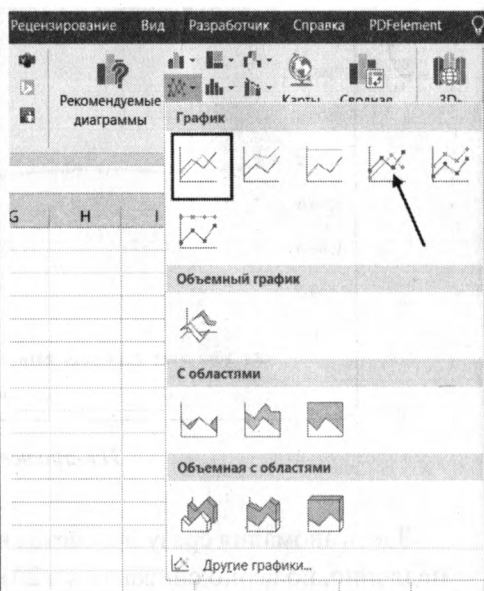 Рецензирование Вид Разработчик Справка PDFelement
Рекомендуемые
диаграммы
Карты Сводная 3D-
График
G H I
Объемный график
С областями
Объемная с областями
Другие графики...